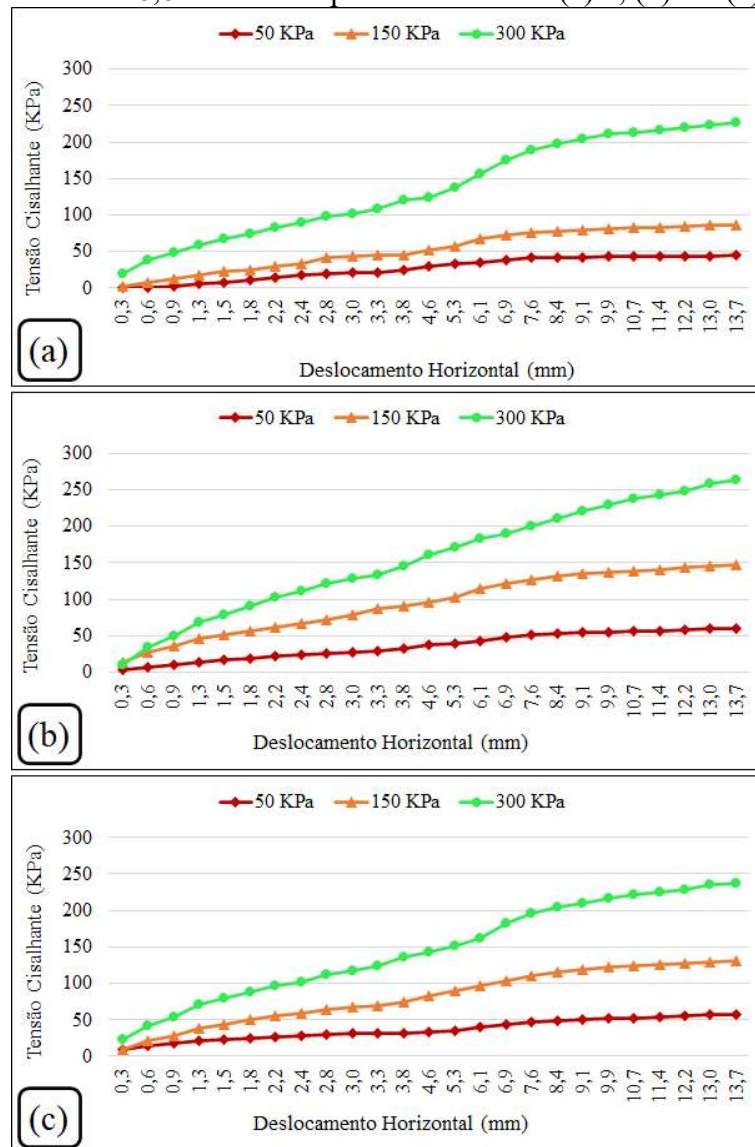 50 KPa 150 KPa 300 KPa
300
250
200
150
100
50
0
Tensão Cisalhante (KPa)
0,3 0,6 0,9 1,3 1,5 1,8 2,2 2,4 2,8 3,0 3,3 3,8 4,6 5,3 6,1 6,9 7,6 8,4 9,1 9,9 10,7 11,4 12,2 13,0 13,7
Deslocamento Horizontal (mm)
(a)
50 KPa 150 KPa 300 KPa
300
250
200
150
100
50
0
Tensão Cisalhante (KPa)
0,3 0,6 0,9 1,3 1,5 1,8 2,2 2,4 2,8 3,0 3,3 3,8 4,6 5,3 6,1 6,9 7,6 8,4 9,1 9,9 10,7 11,4 12,2 13,0 13,7
Deslocamento Horizontal (mm)
(b)
50 KPa 150 KPa 300 KPa
300
250
200
150
100
50
0
Tensão Cisalhante (KPa)
0,3 0,6 0,9 1,3 1,5 1,8 2,2 2,4 2,8 3,0 3,3 3,8 4,6 5,3 6,1 6,9 7,6 8,4 9,1 9,9 10,7 11,4 12,2 13,0 13,7
Deslocamento Horizontal (mm)
(c)